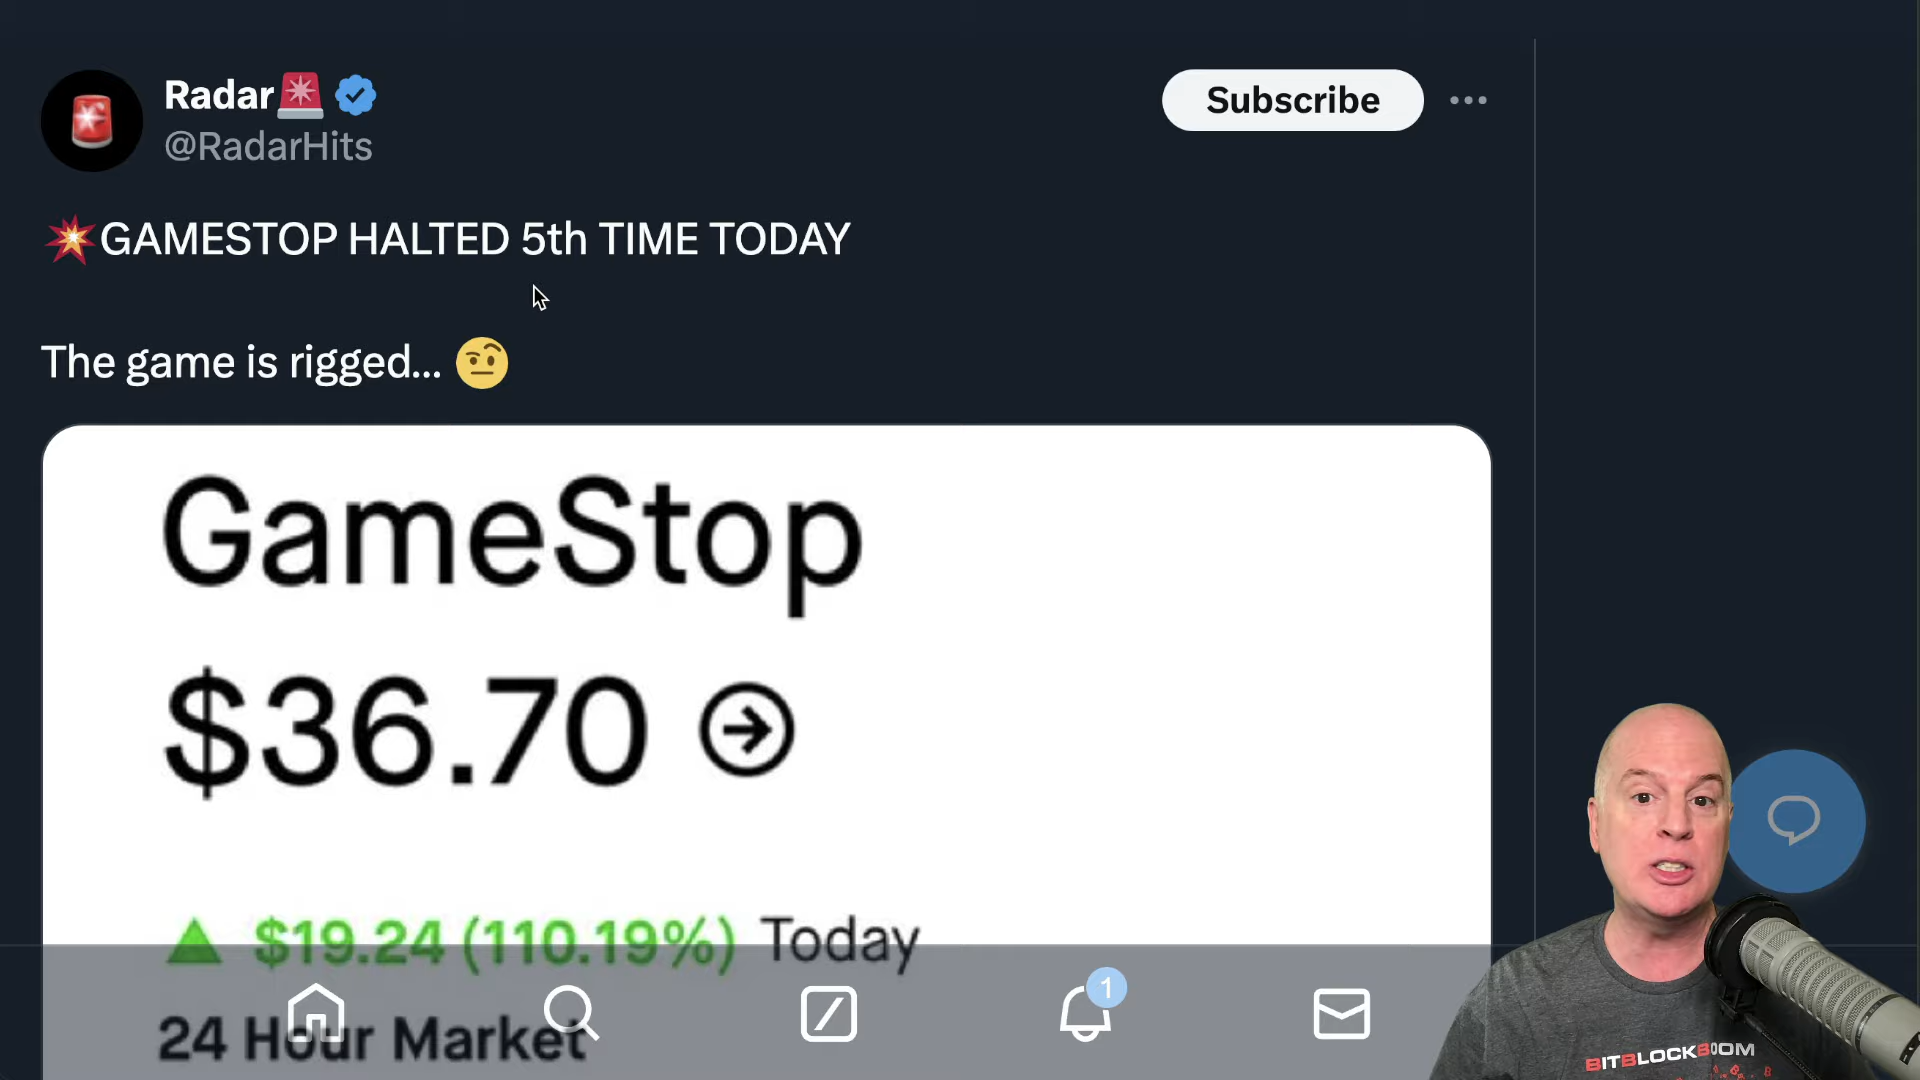 Radar
@RadarHits
Subscribe
GAMESTOP HALTED 5th TIME TODAY
The game is rigged...
GameStop
$36.70
$19.24 (110.19%) Today
24 Hour Market
1
BITBLOCKBOOM